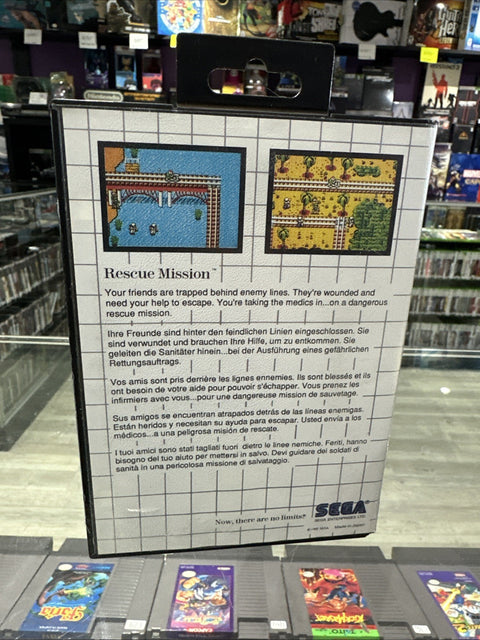 Rescue Mission™
Your friends are trapped behind enemy lines. They're wounded and
need your help to escape. You're taking the medics in...on a dangerous
rescue mission.
Ihre Freunde sind hinter den feindlichen Linien eingeschlossen. Sie
sind verwundet und brauchen Ihre Hilfe, um zu entkommen. Sie
geleiten die Sanitäter hinein...bei der Ausführung eines gefährlichen
Rettungsauftrags.
Vos amis sont pris derrière les lignes ennemies. Ils sont blessés et ils
ont besoin de votre aide pour pouvoir s'échapper. Vous prenez les
infirmiers avec vous...pour une dangereuse mission de sauvetage.
Sus amigos se encuentran atrapados detrás de las líneas enemigas.
Están heridos y necesitan su ayuda para escapar. Usted envía a los
médicos...a una peligrosa misión de rescate.
I tuoi amici sono stati tagliati fuori dietro le linee nemiche. Feriti, hanno
bisogno del tuo aiuto per mettersi in salvo. Devi guidare dei soldati di
sanità in una pericolosa missione di salvataggio.
Now, there are no limits!
SEGA®
SEGA ENTERPRISES LTD.
Made in Japan
CAPCOM
TAITO